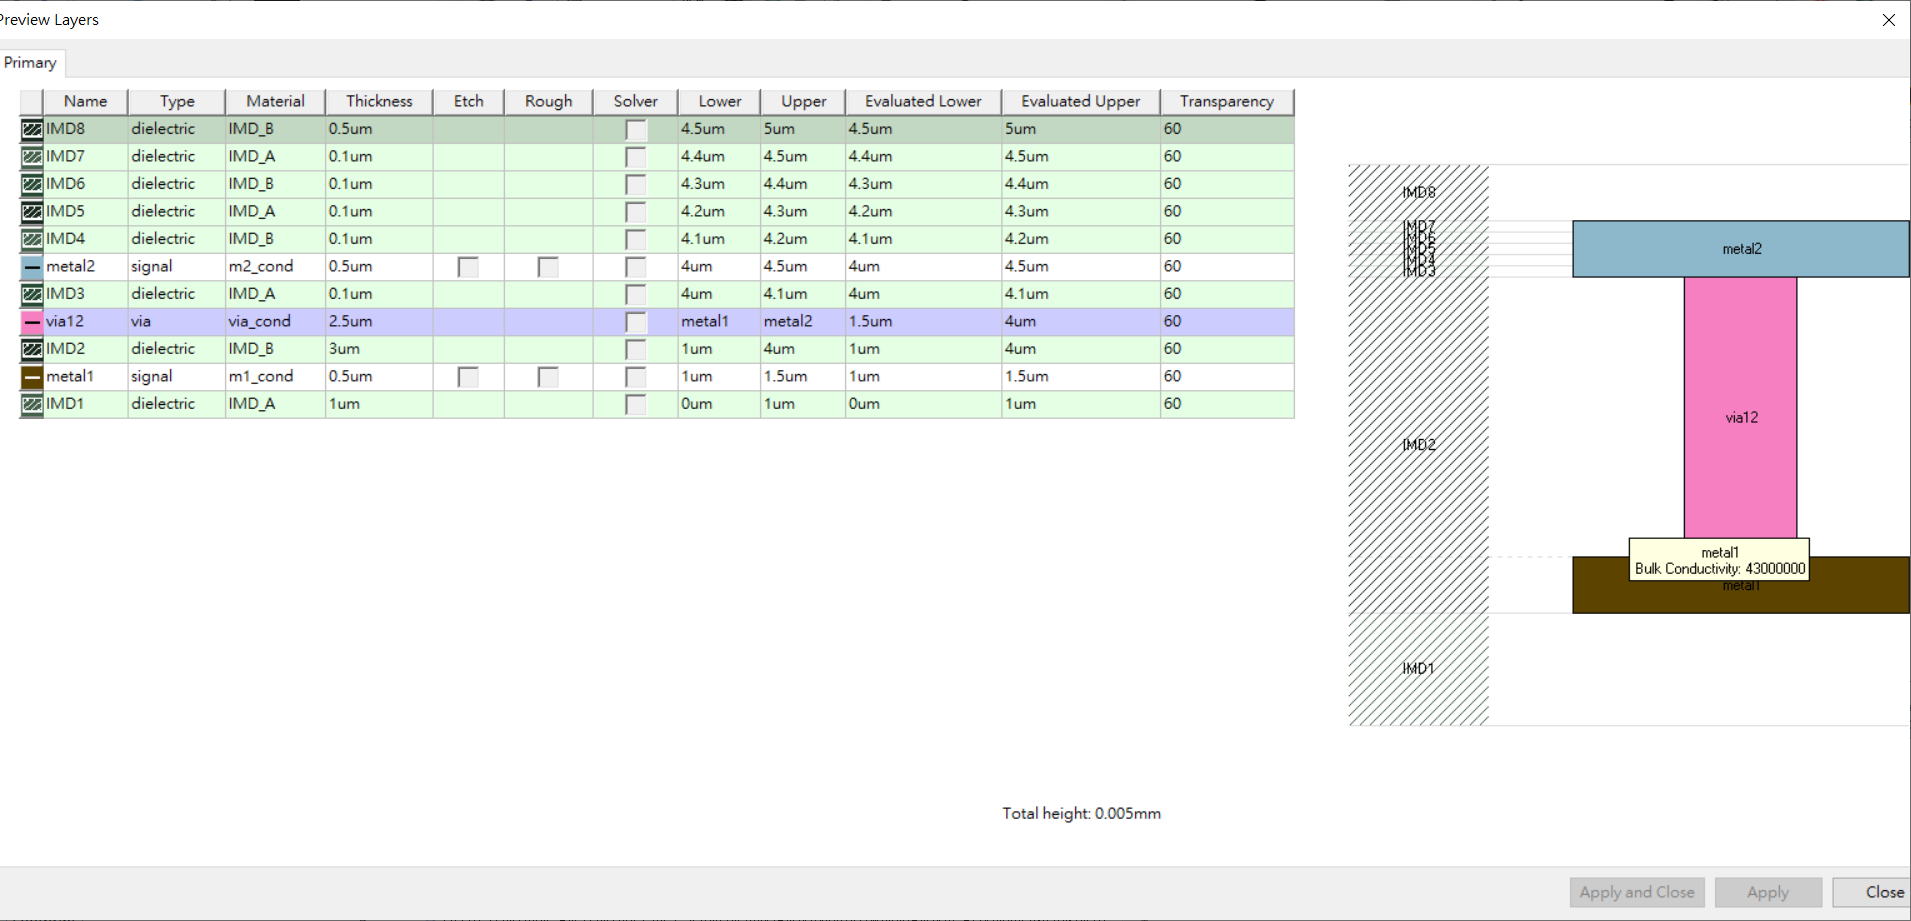 Preview Layers
Primary
Name Type Material Thickness Etch Rough Solver Lower Upper Evaluated Lower Evaluated Upper Transparency
IMD8 dielectric IMD_B 0.5um 4.5um 5um 4.5um 5um 60
IMD7 dielectric IMD_A 0.1um 4.4um 4.5um 4.4um 4.5um 60
IMD6 dielectric IMD_B 0.1um 4.3um 4.4um 4.3um 4.4um 60
IMD5 dielectric IMD_A 0.1um 4.2um 4.3um 4.2um 4.3um 60
IMD4 dielectric IMD_B 0.1um 4.1um 4.2um 4.1um 4.2um 60
metal2 signal m2_cond 0.5um 4um 4.5um 4um 4.5um 60
IMD3 dielectric IMD_A 0.1um 4um 4.1um 4um 4.1um 60
via12 via via_cond 2.5um metal1 metal2 1.5um 4um 60
IMD2 dielectric IMD_B 3um 1um 4um 1um 4um 60
metal1 signal m1_cond 0.5um 1um 1.5um 1um 1.5um 60
IMD1 dielectric IMD_A 1um 0um 1um 0um 1um 60
IMD8
IMD7
IMD6
IMD5
IMD4
IMD3
metal2
via12
IMD2
metal1
Bulk Conductivity: 43000000
metal1
IMD1
Total height: 0.005mm
Apply and Close Apply Close